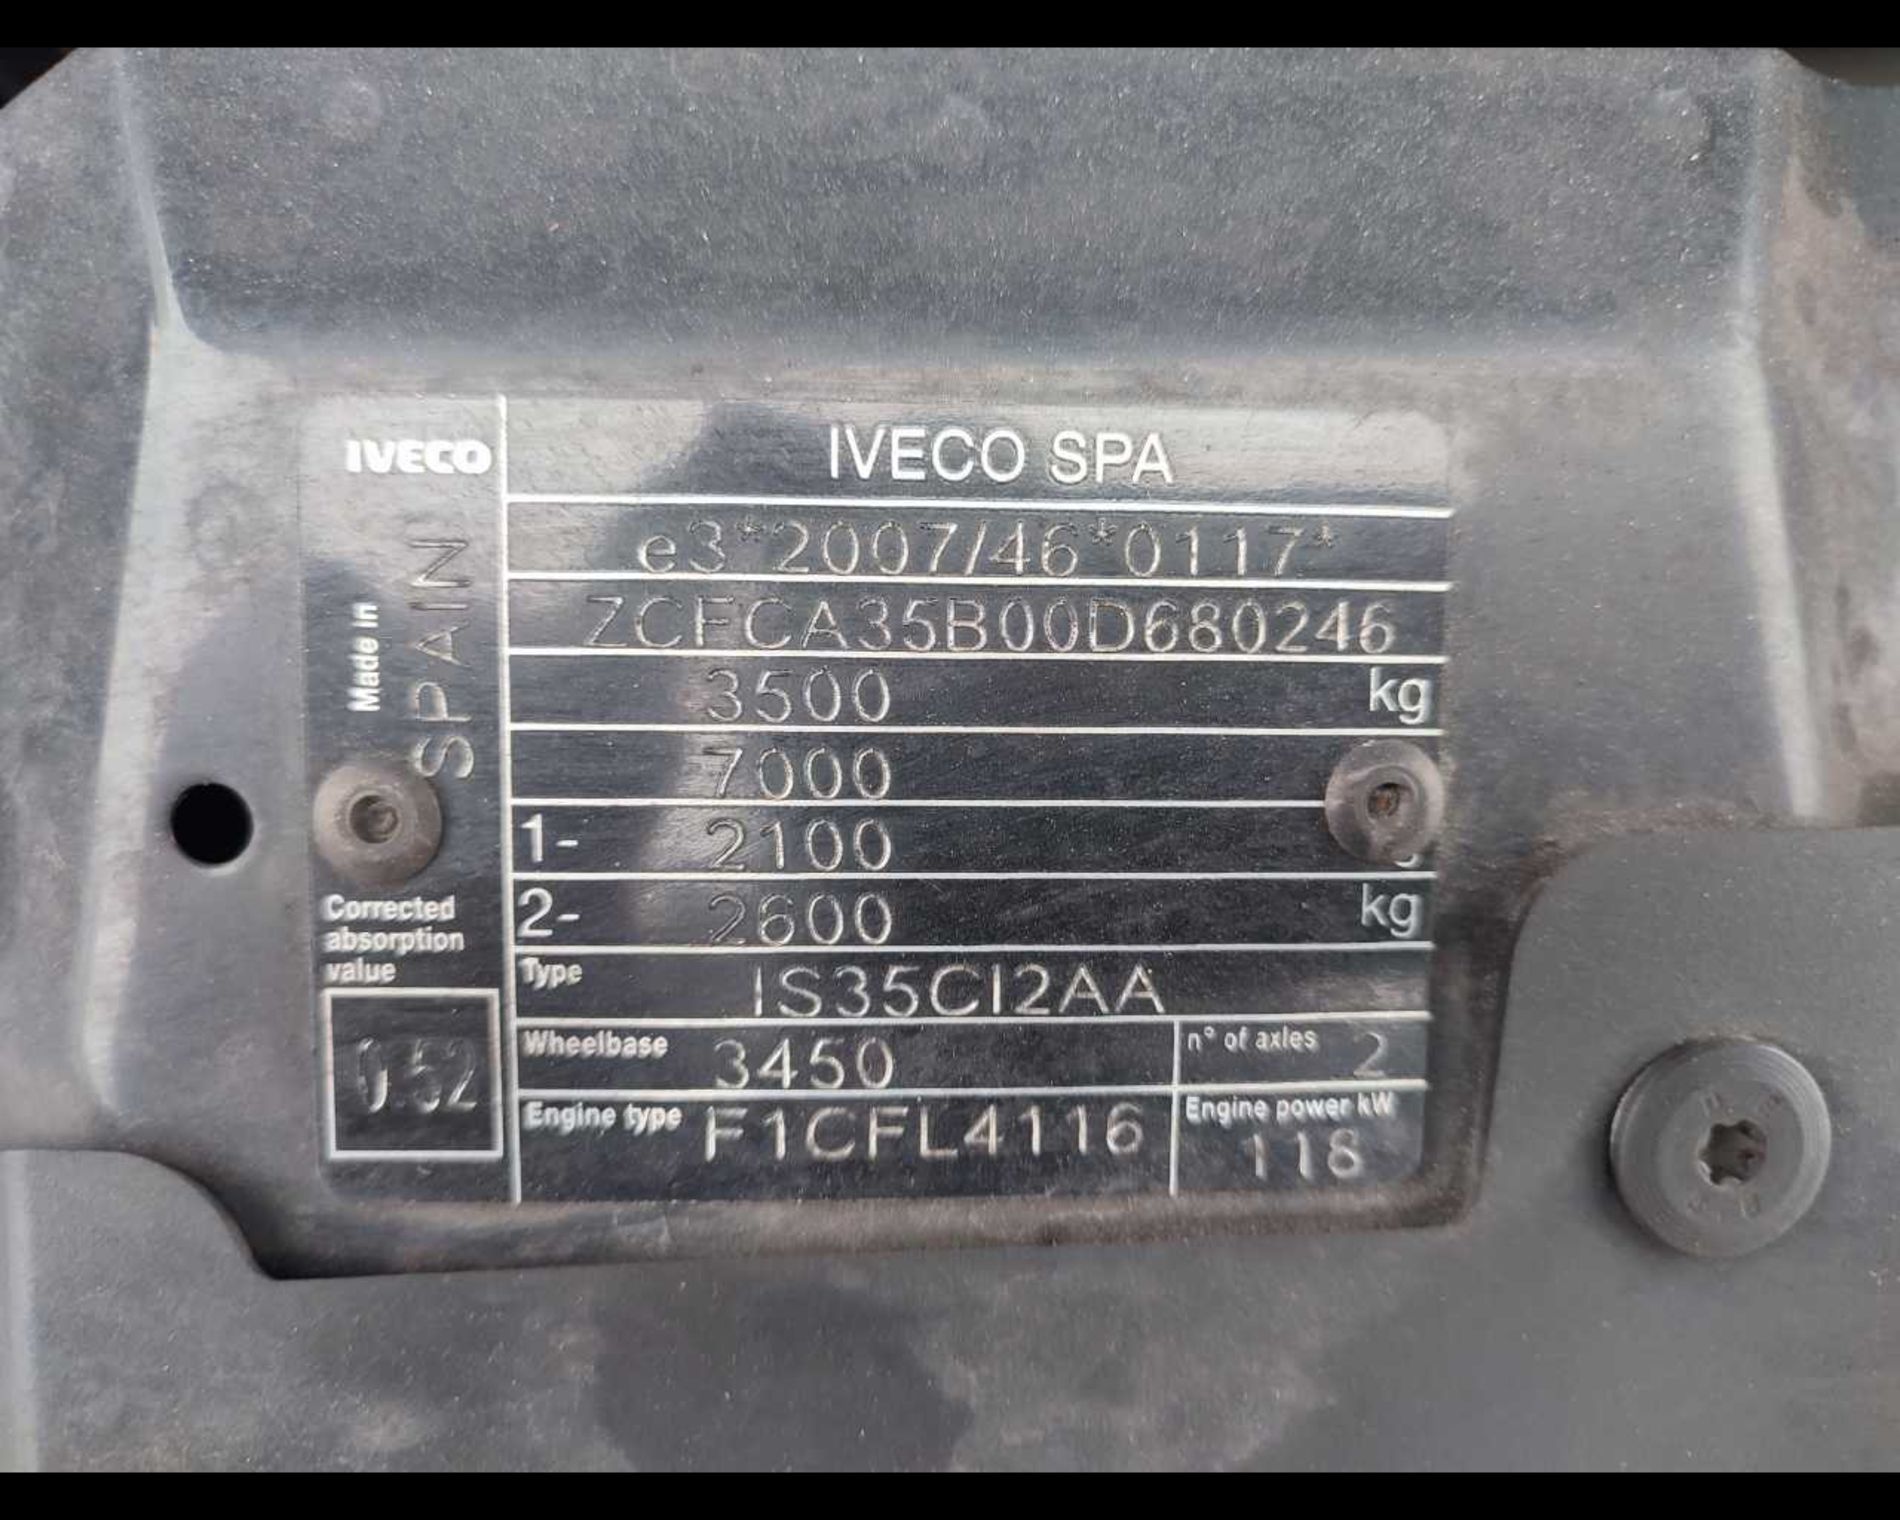 IVECO
IVECO SPA
Made in
SPAIN
e3*2007/46*0117*
ZCFCA35B00D680246
3500 kg
7000
1- 2100
2- 2600 kg
Corrected
absorption
value
0.52
Type IS35CI2AA
Wheelbase 3450
n° of axles 2
Engine type F1CFL4116
Engine power kW
118